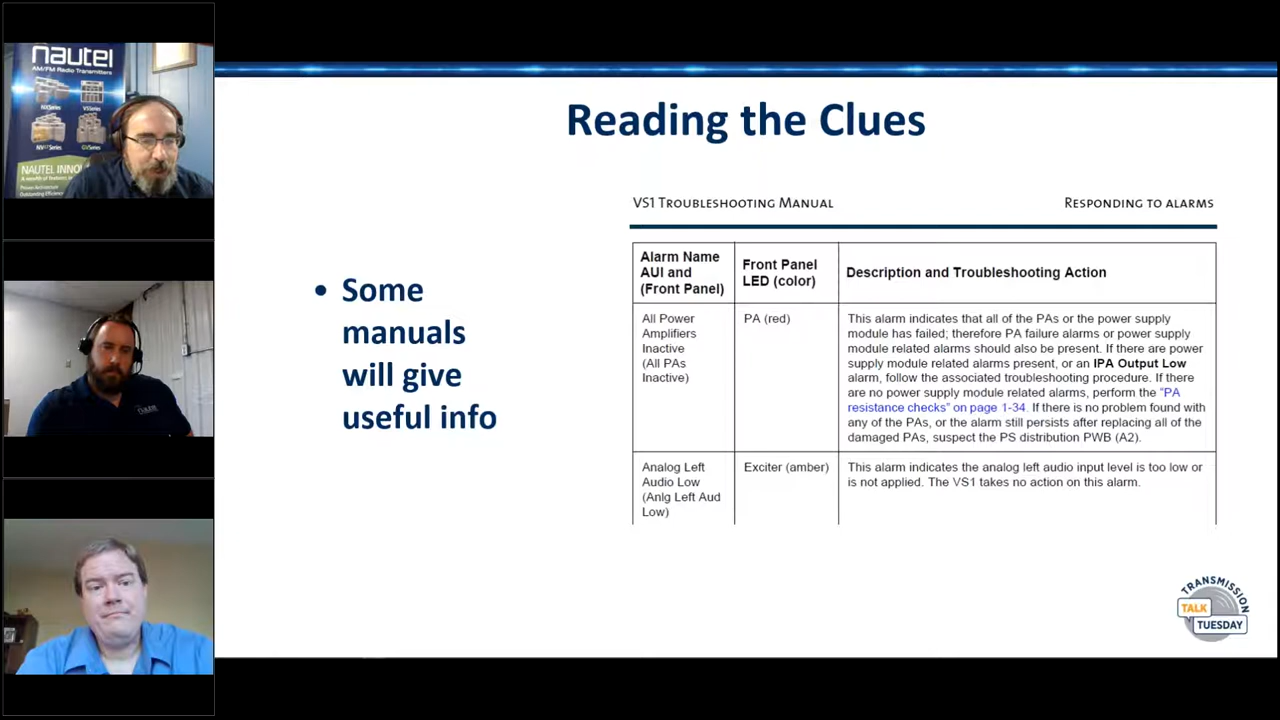 nautel
AM/FM Radio Transmitters
NAUTEL INNO
Reading the Clues
• Some
manuals
will give
useful info
VS1 TROUBLESHOOTING MANUAL
RESPONDING TO ALARMS
Alarm Name
AUI and
(Front Panel)
Front Panel
LED (color)
Description and Troubleshooting Action
All Power
Amplifiers
Inactive
(All PAs
Inactive)
PA (red)
This alarm indicates that all of the PAs or the power supply
module has failed; therefore PA failure alarms or power supply
module related alarms should also be present. If there are power
supply module related alarms present, or an IPA Output Low
alarm, follow the associated troubleshooting procedure. If there
are no power supply module related alarms, perform the “PA
resistance checks” on page 1-34. If there is no problem found with
any of the PAs, or the alarm still persists after replacing all of the
damaged PAs, suspect the PS distribution PWB (A2).
Analog Left
Audio Low
(Anlg Left Aud
Low)
Exciter (amber)
This alarm indicates the analog left audio input level is too low or
is not applied. The VS1 takes no action on this alarm.
TRANSMISSION
TALK
TUESDAY